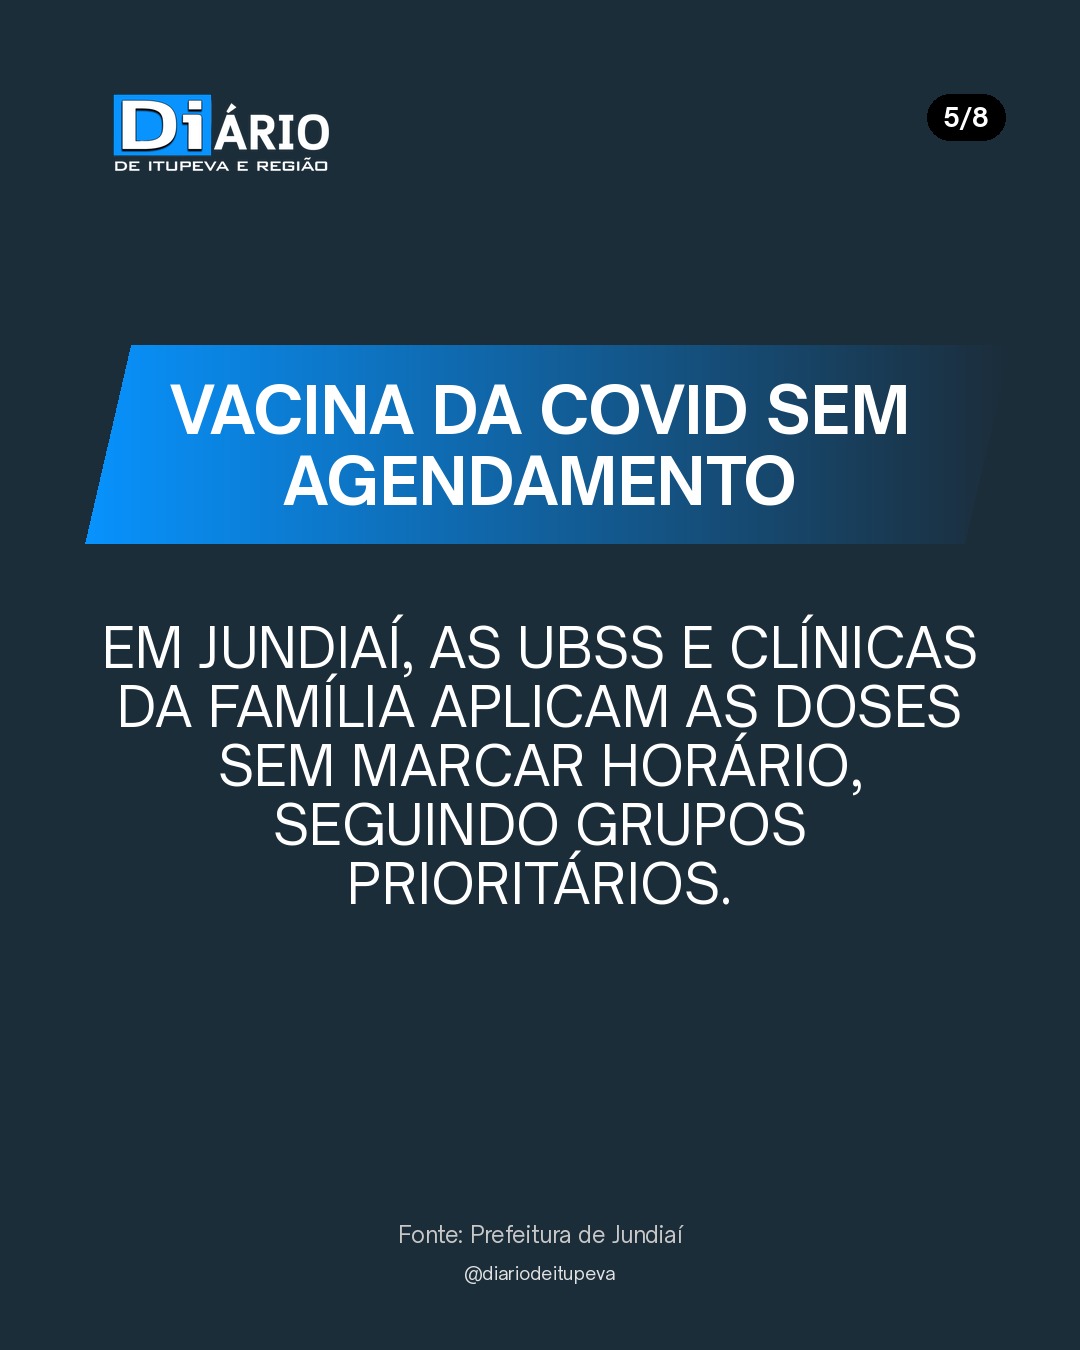 DiÁRIO
DE ITUPEVA E REGIÃO
5/8
VACINA DA COVID SEM
AGENDAMENTO
EM JUNDIAÍ, AS UBSS E CLÍNICAS
DA FAMÍLIA APLICAM AS DOSES
SEM MARCAR HORÁRIO,
SEGUINDO GRUPOS
PRIORITÁRIOS.
Fonte: Prefeitura de Jundiaí
@diariodeitupeva